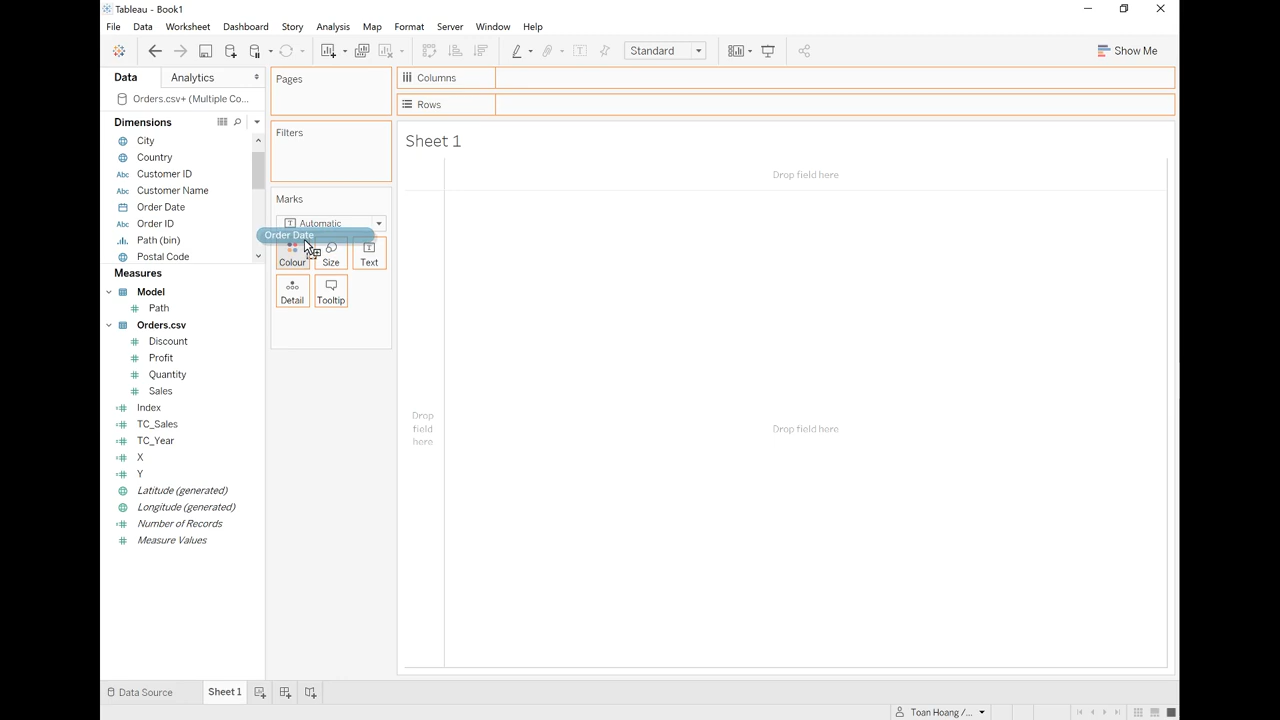 Tableau - Book1
File Data Worksheet Dashboard Story Analysis Map Format Server Window Help
Standard
Show Me
Data
Analytics
Orders.csv+ (Multiple Co...
Dimensions
City
Country
Abc Customer ID
Abc Customer Name
Order Date
Abc Order ID
Path (bin)
Postal Code
Measures
Model
Path
Orders.csv
Discount
Profit
Quantity
Sales
Index
TC_Sales
TC_Year
X
Y
Latitude (generated)
Longitude (generated)
Number of Records
Measure Values
Pages
Filters
Marks
Automatic
Order Date
Colour Size Text
Detail Tooltip
Columns
Rows
Sheet 1
Drop field here
Drop
field
here
Drop field here
Data Source
Sheet 1
Toan Hoang /...